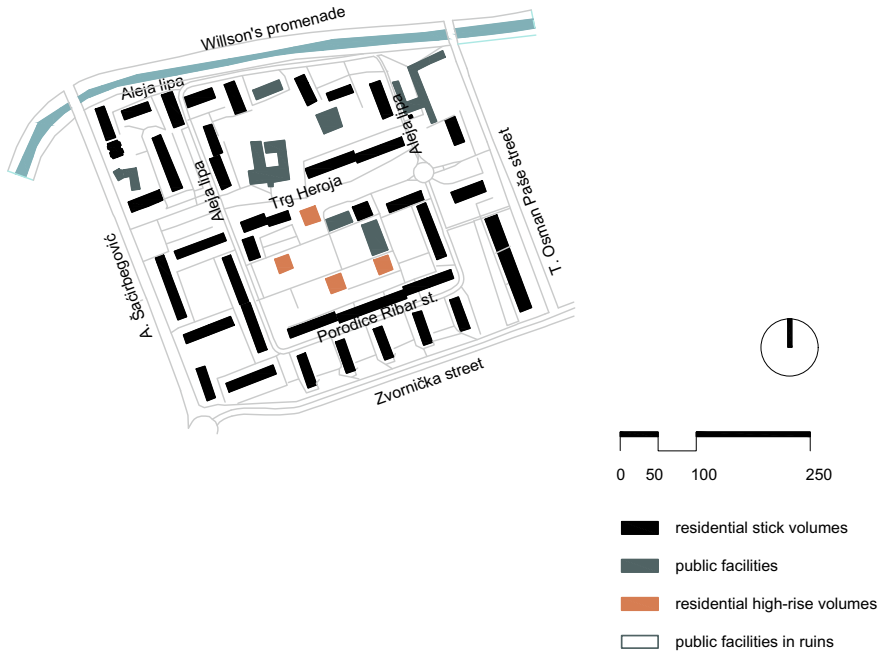 Willson's promenade
Aleja lipa
Aleja lipa
Aleja lipa
Trg Heroja
T. Osman Paše street
A. Šaćirbegović
Porodice Ribar st.
Zvornička street
0 50 100 250
residential stick volumes
public facilities
residential high-rise volumes
public facilities in ruins